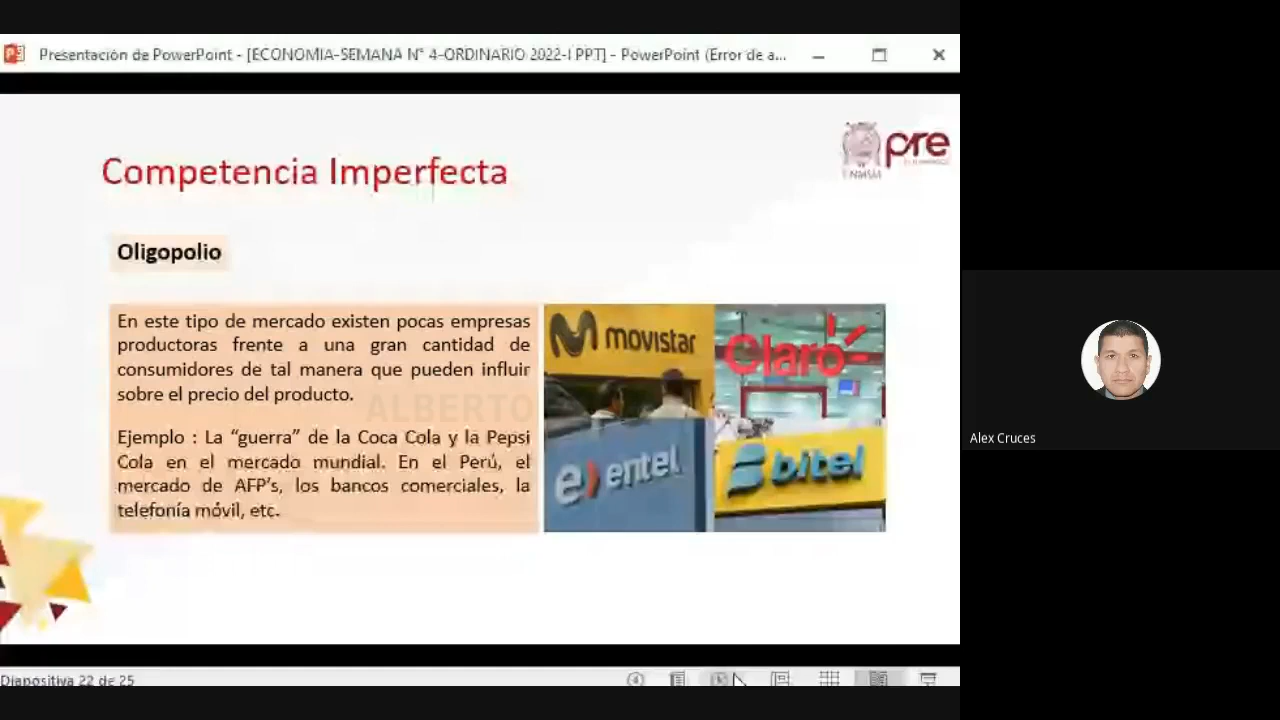 Presentación de PowerPoint - [ECONOMIA-SEMANA N° 4-ORDINARIO 2022-I PPT] - PowerPoint (Error de a...
pre
UNMSM
Competencia Imperfecta
Oligopolio
En este tipo de mercado existen pocas empresas
productoras frente a una gran cantidad de
consumidores de tal manera que pueden influir
sobre el precio del producto.
ALBERTO
Ejemplo : La “guerra” de la Coca Cola y la Pepsi
Cola en el mercado mundial. En el Perú, el
mercado de AFP’s, los bancos comerciales, la
telefonía móvil, etc.
movistar
Claro
entel
bitel
Alex Cruces
Diapositiva 22 de 25